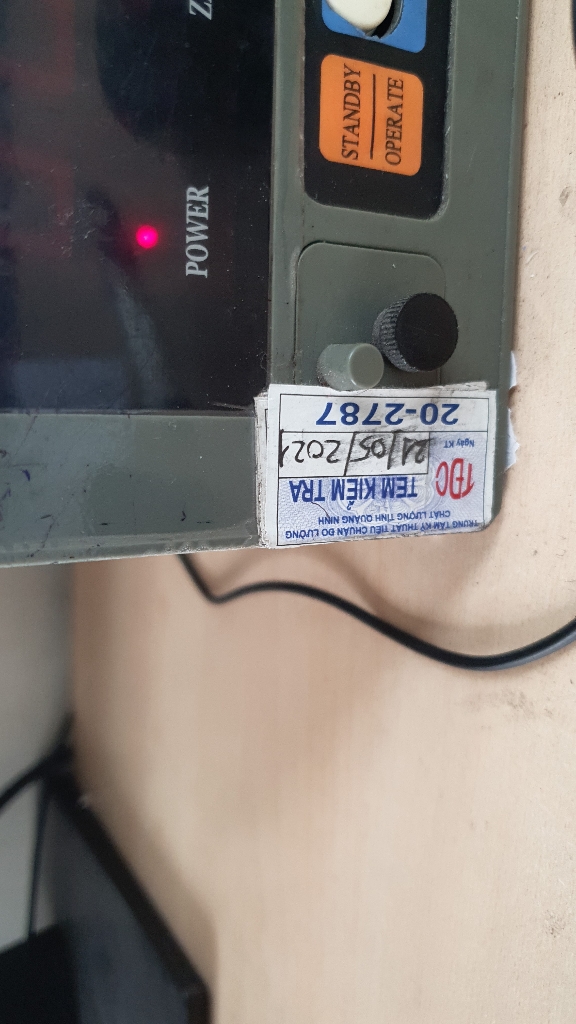 Z
STANDBY
OPERATE
POWER
TRUNG TÂM KỸ THUẬT TIÊU CHUẨN ĐO LƯỜNG
CHẤT LƯỢNG TỈNH QUẢNG NINH
TĐC TEM KIỂM TRA
Ngày KT 21/05/2021
20-2787